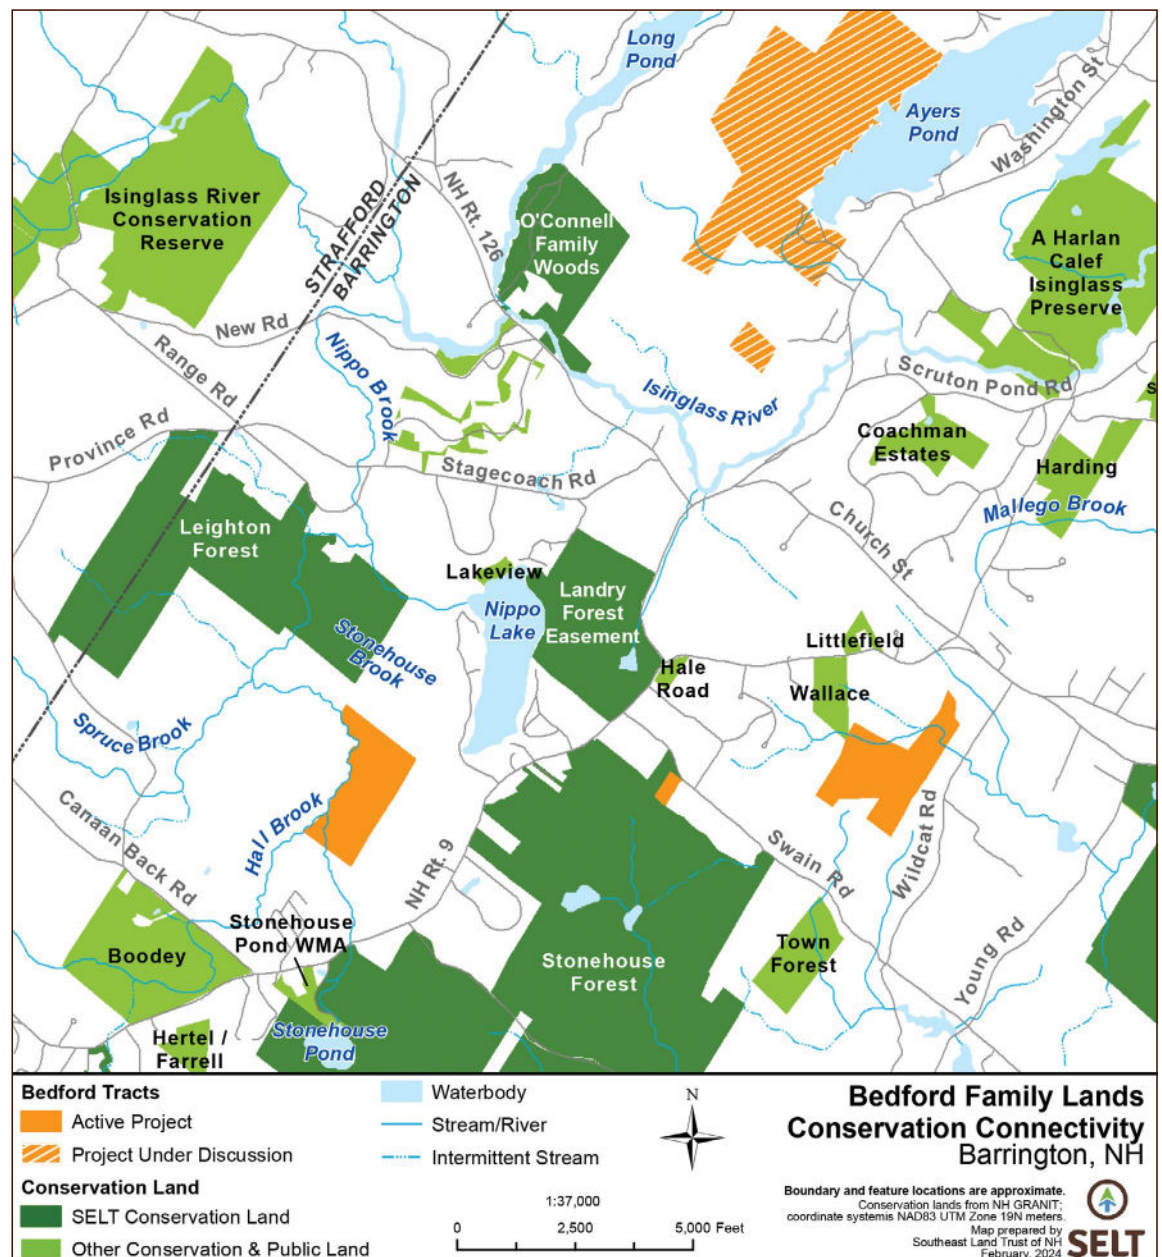 Long
Pond
Ayers
Pond
Washington St
Isinglass River
Conservation
Reserve
STRAFFORD
BARRINGTON
NH Rt. 126
O'Connell
Family
Woods
A Harlan
Calef
Isinglass
Preserve
New Rd
Range Rd
Nippo Brook
Isinglass River
Scruton Pond Rd
S
Province Rd
Stagecoach Rd
Coachman
Estates
Harding
Mallego Brook
Leighton
Forest
Church St
Lakeview
Nippo
Lake
Landry
Forest
Easement
Stonehouse
Brook
Littlefield
Hale
Road
Wallace
Spruce Brook
Canaan Back Rd
Hall Brook
NH Rt. 9
Swain Rd
Wildcat Rd
Stonehouse
Pond WMA
Boodey
Stonehouse
Forest
Town
Forest
Young Rd
Hertel /
Farrell
Stonehouse
Pond
Bedford Tracts
Active Project
Project Under Discussion
Conservation Land
SELT Conservation Land
Other Conservation & Public Land
Waterbody
Stream/River
Intermittent Stream
N
1:37,000
0 2,500 5,000 Feet
Bedford Family Lands
Conservation Connectivity
Barrington, NH
Boundary and feature locations are approximate.
Conservation lands from NH GRANIT;
coordinate systemis NAD83 UTM Zone 19N meters.
Map prepared by
Southeast Land Trust of NH
February, 2024
SELT